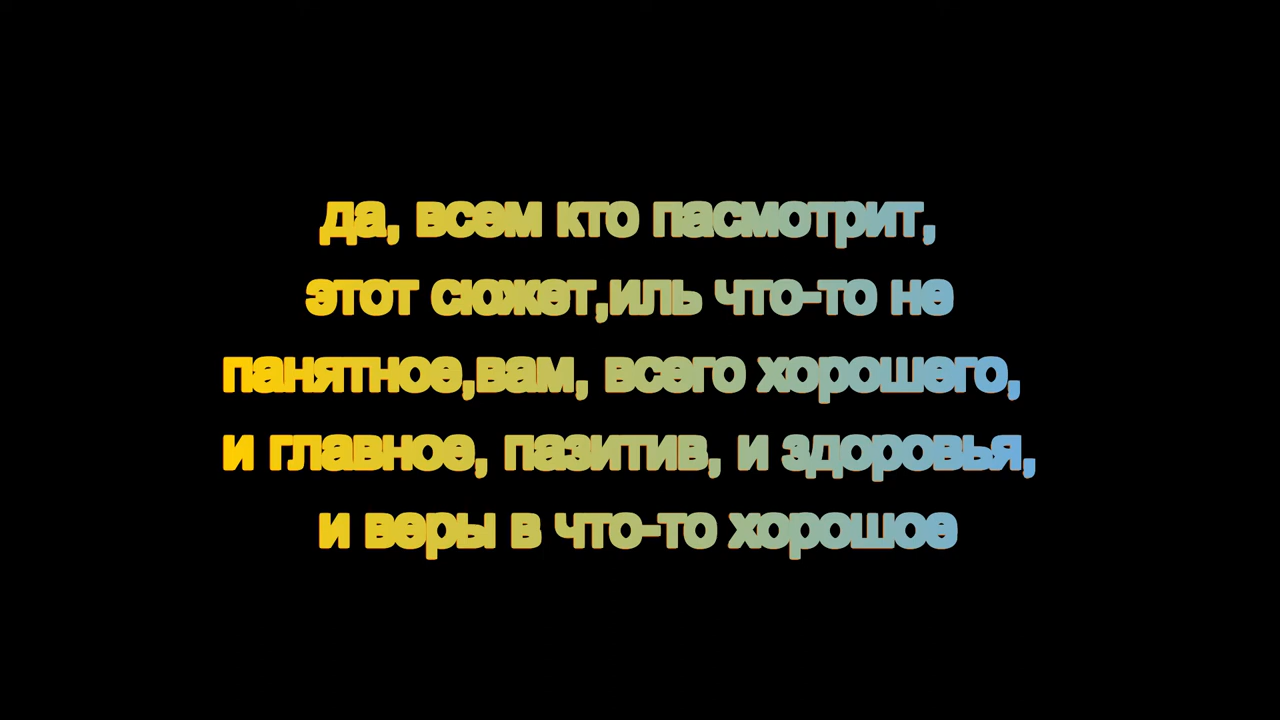 да, всем кто пасмотрит,
этот сюжет,иль что-то не
панятное,вам, всего хорошего,
и главное, пазитив, и здоровья,
и веры в что-то хорошое